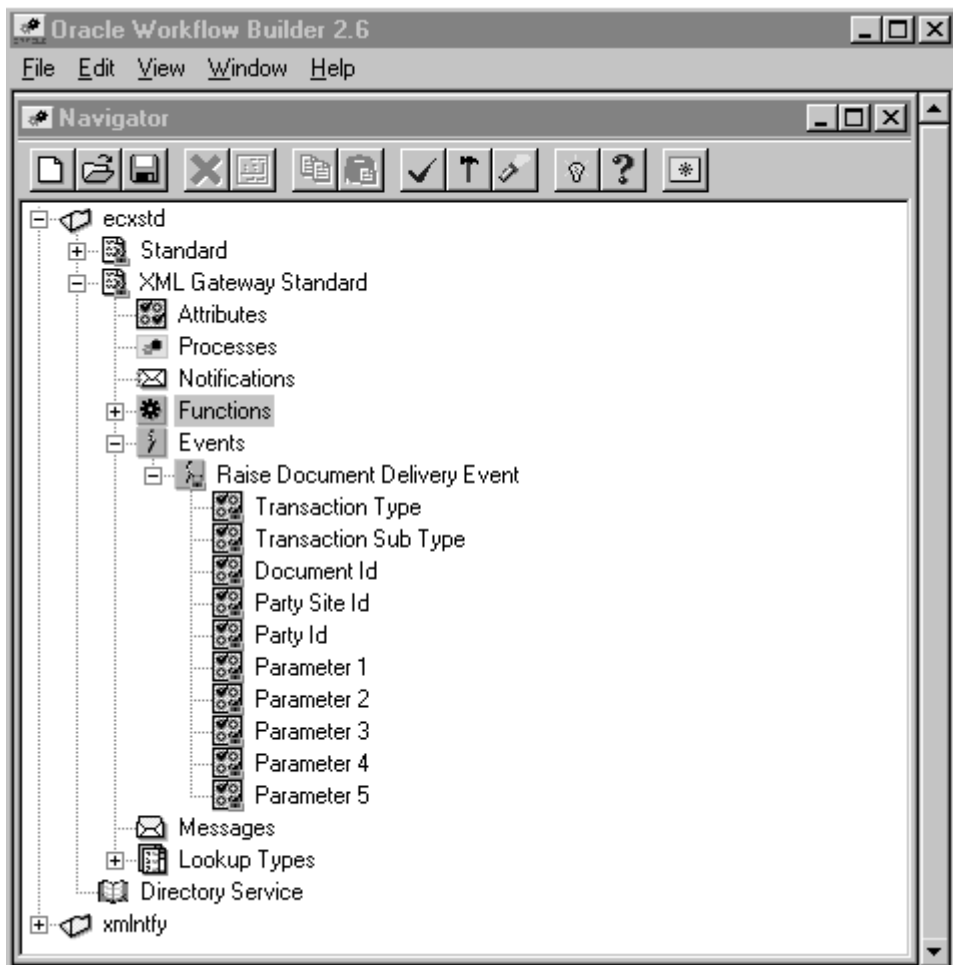 Oracle Workflow Builder 2.6
File Edit View Window Help
Navigator
ecxstd
Standard
XML Gateway Standard
Attributes
Processes
Notifications
Functions
Events
Raise Document Delivery Event
Transaction Type
Transaction Sub Type
Document Id
Party Site Id
Party Id
Parameter 1
Parameter 2
Parameter 3
Parameter 4
Parameter 5
Messages
Lookup Types
Directory Service
xmlntfy